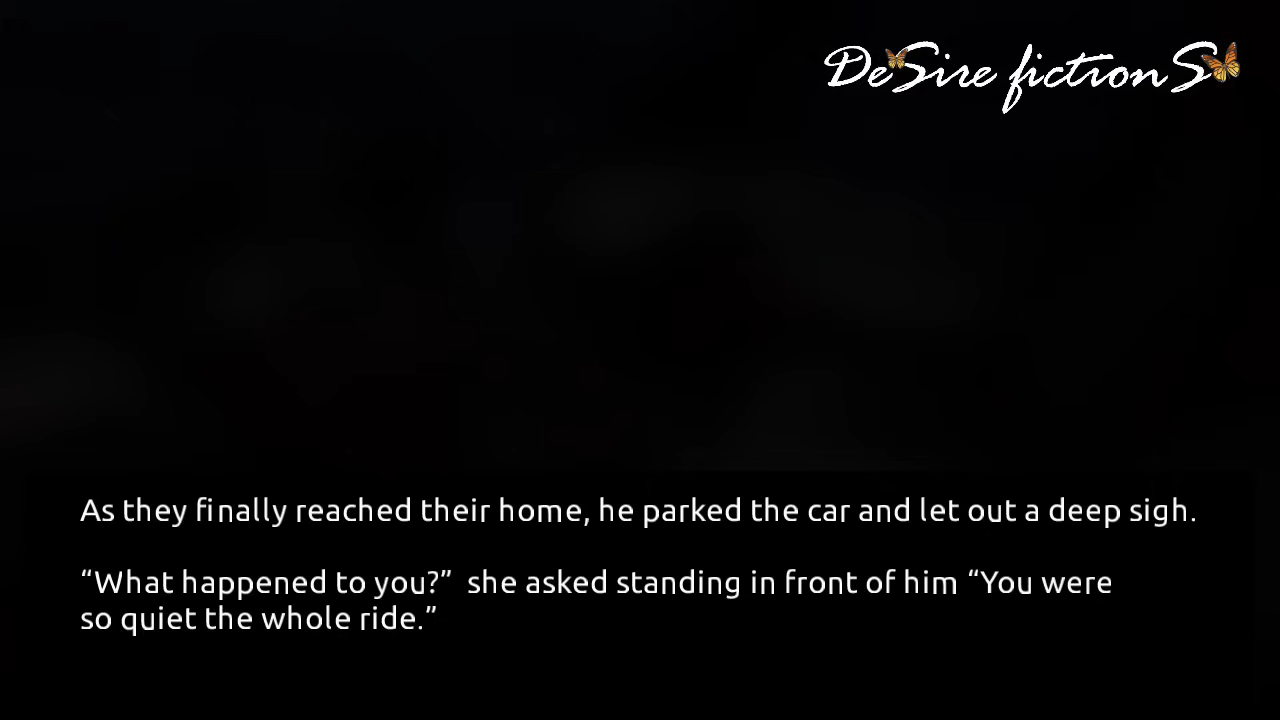 DeSire fictionS
As they finally reached their home, he parked the car and let out a deep sigh.
“What happened to you?”  she asked standing in front of him “You were
so quiet the whole ride.”